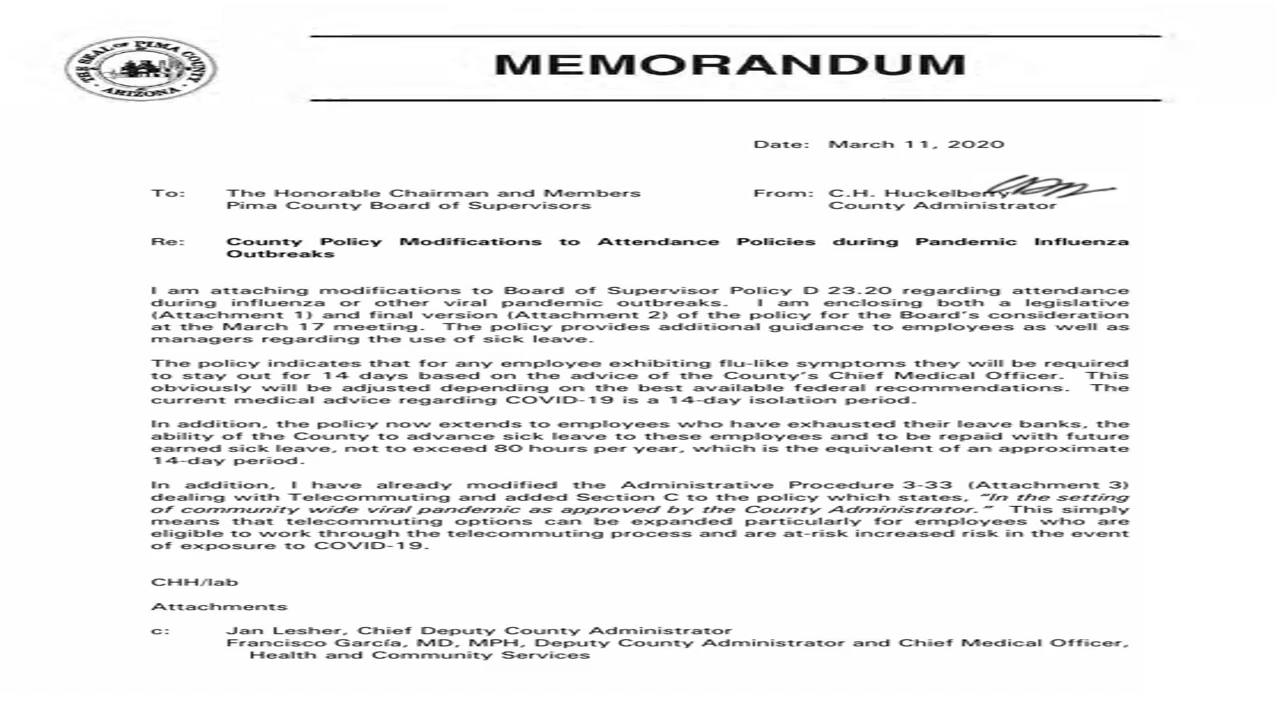 THE SEAL OF PIMA COUNTY
ARIZONA
MEMORANDUM
Date: March 11, 2020
To: The Honorable Chairman and Members
Pima County Board of Supervisors
From: C.H. Huckelberry
County Administrator
Re: County Policy Modifications to Attendance Policies during Pandemic Influenza
Outbreaks
I am attaching modifications to Board of Supervisor Policy D 23.20 regarding attendance
during influenza or other viral pandemic outbreaks. I am enclosing both a legislative
(Attachment 1) and final version (Attachment 2) of the policy for the Board's consideration
at the March 17 meeting. The policy provides additional guidance to employees as well as
managers regarding the use of sick leave.
The policy indicates that for any employee exhibiting flu-like symptoms they will be required
to stay out for 14 days based on the advice of the County's Chief Medical Officer. This
obviously will be adjusted depending on the best available federal recommendations. The
current medical advice regarding COVID-19 is a 14-day isolation period.
In addition, the policy now extends to employees who have exhausted their leave banks, the
ability of the County to advance sick leave to these employees and to be repaid with future
earned sick leave, not to exceed 80 hours per year, which is the equivalent of an approximate
14-day period.
In addition, I have already modified the Administrative Procedure 3-33 (Attachment 3)
dealing with Telecommuting and added Section C to the policy which states, "In the setting
of community wide viral pandemic as approved by the County Administrator." This simply
means that telecommuting options can be expanded particularly for employees who are
eligible to work through the telecommuting process and are at-risk increased risk in the event
of exposure to COVID-19.
CHH/lab
Attachments
c: Jan Lesher, Chief Deputy County Administrator
Francisco García, MD, MPH, Deputy County Administrator and Chief Medical Officer,
Health and Community Services